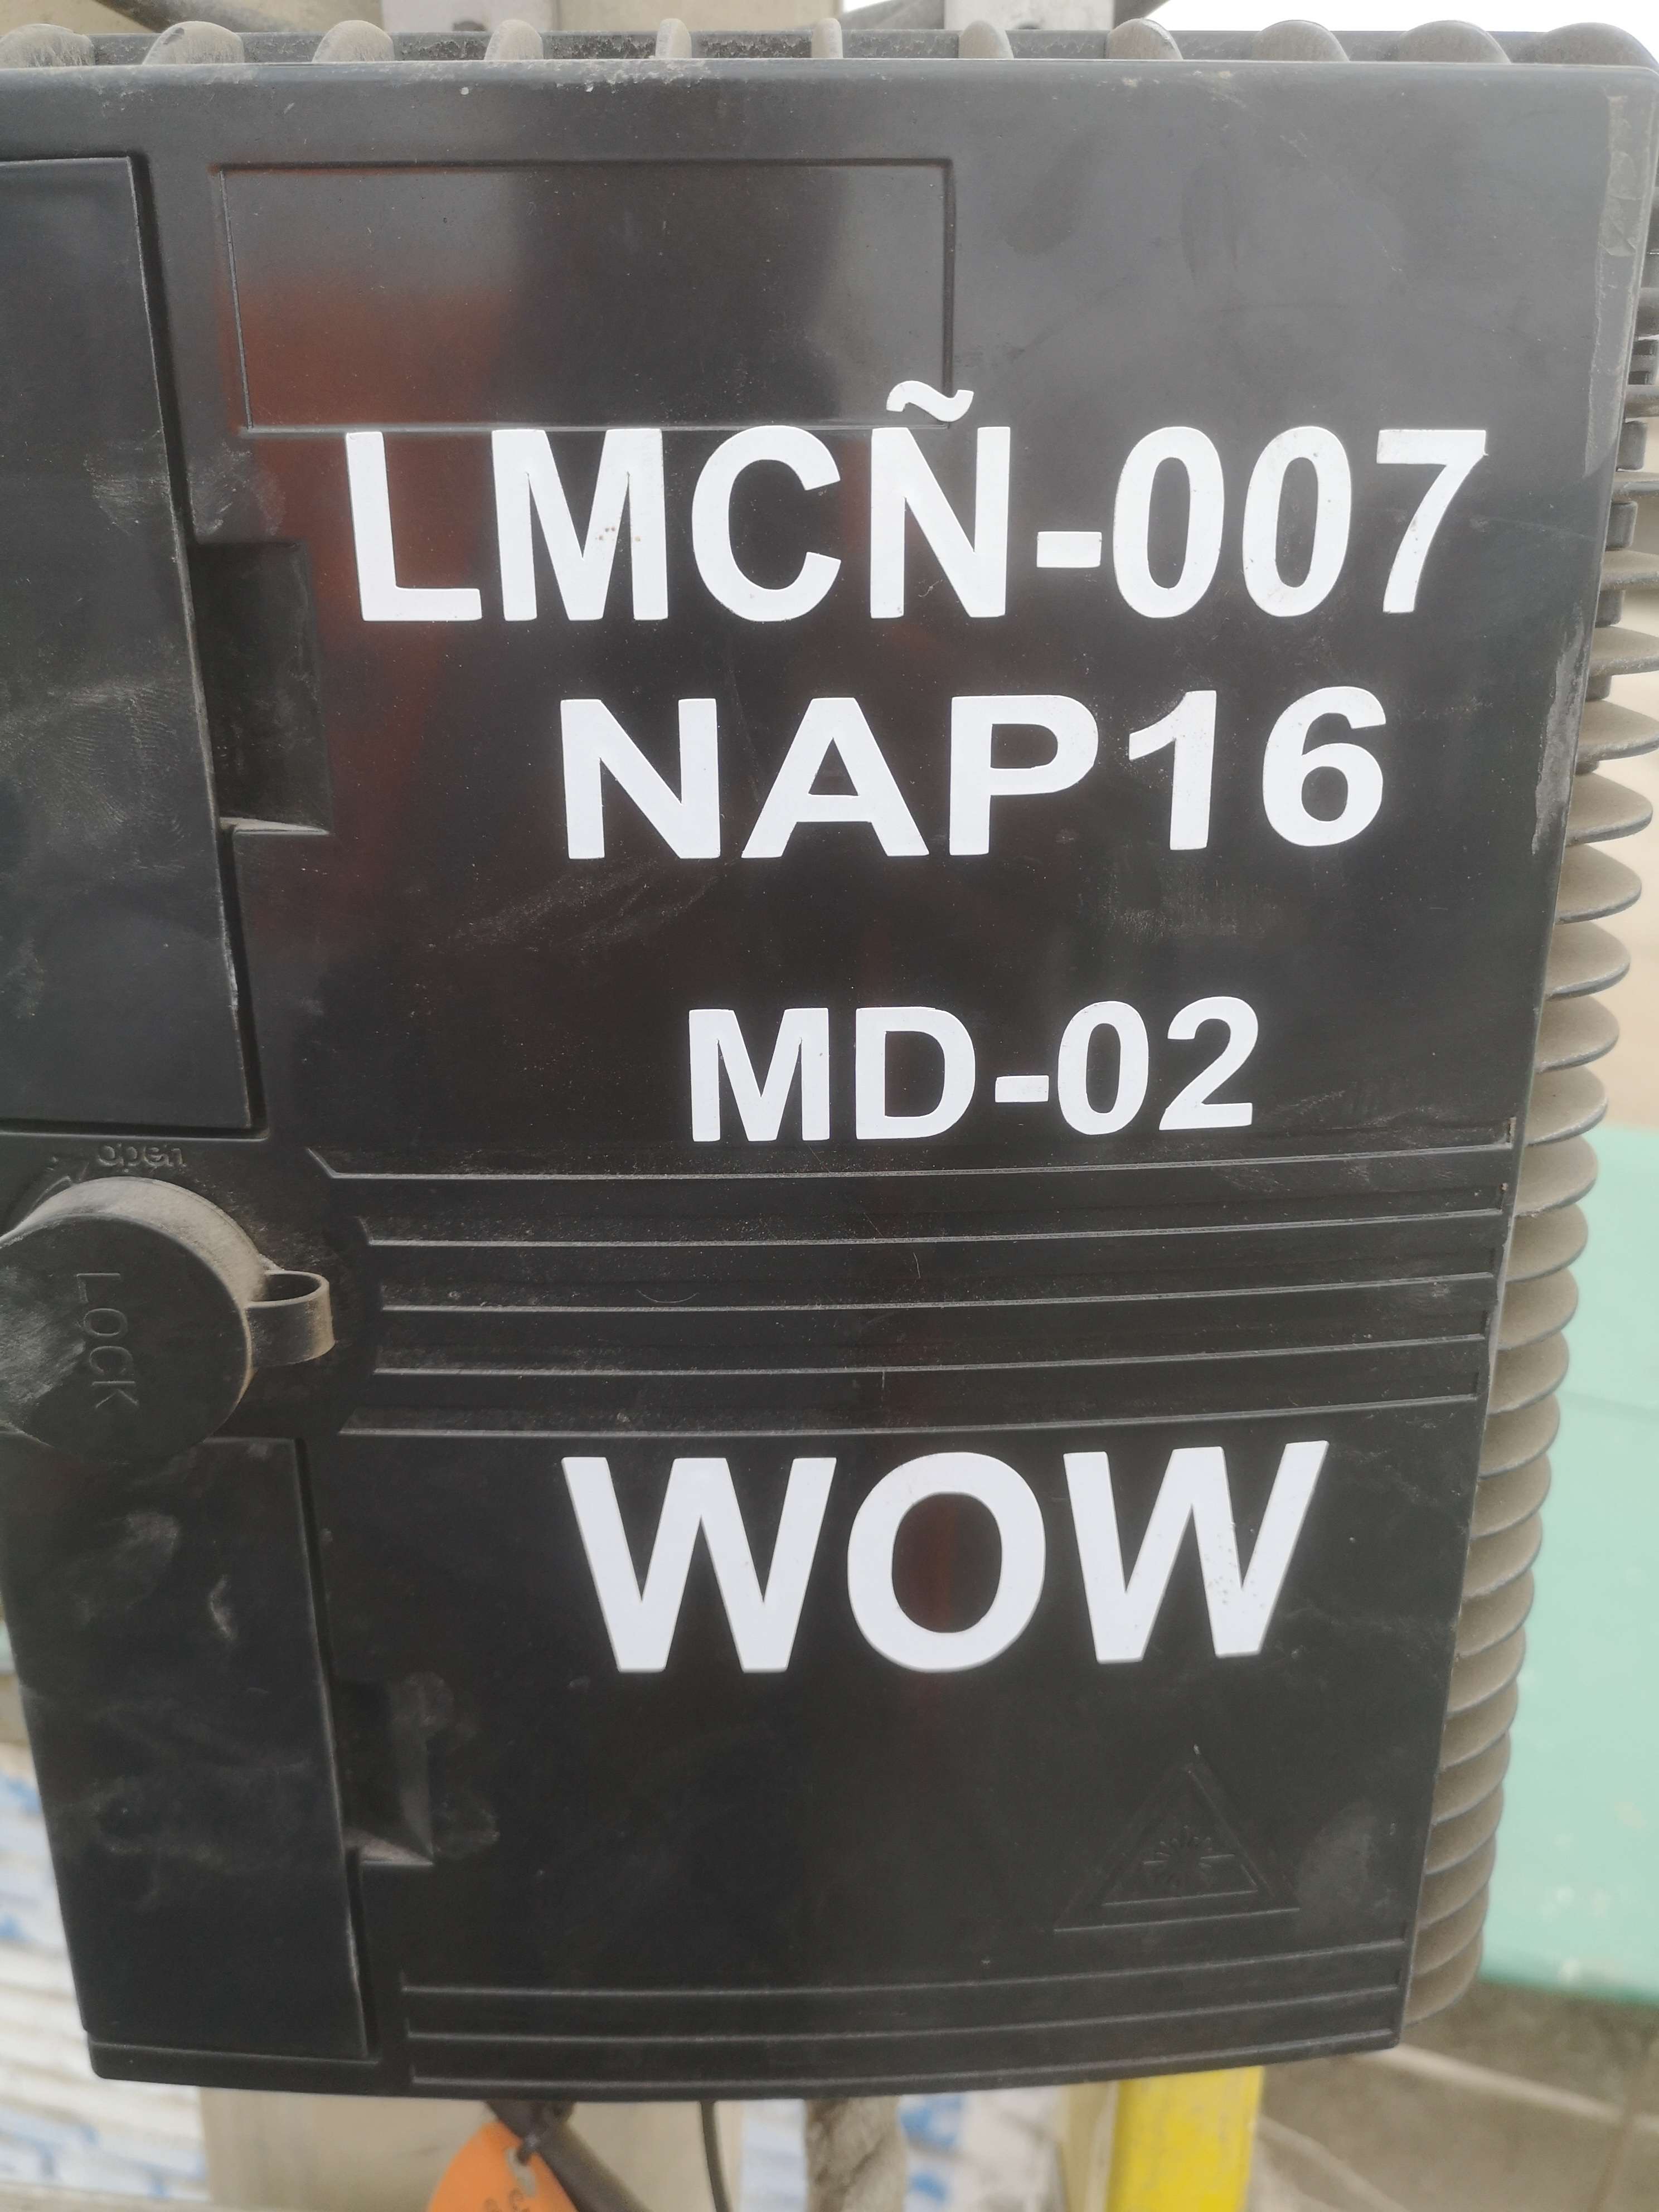 LMCÑ-007
NAP16
MD-02
open
LOCK
WOW